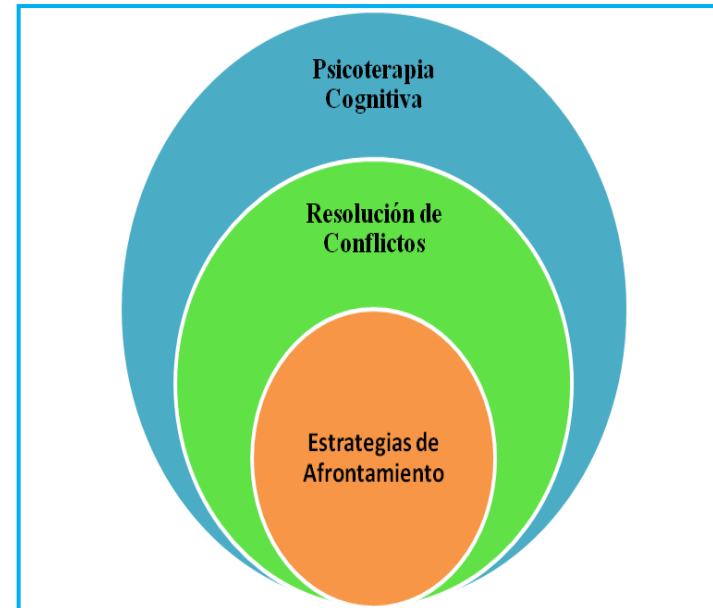 Psicoterapia
Cognitiva
Resolución de
Conflictos
Estrategias de
Afrontamiento